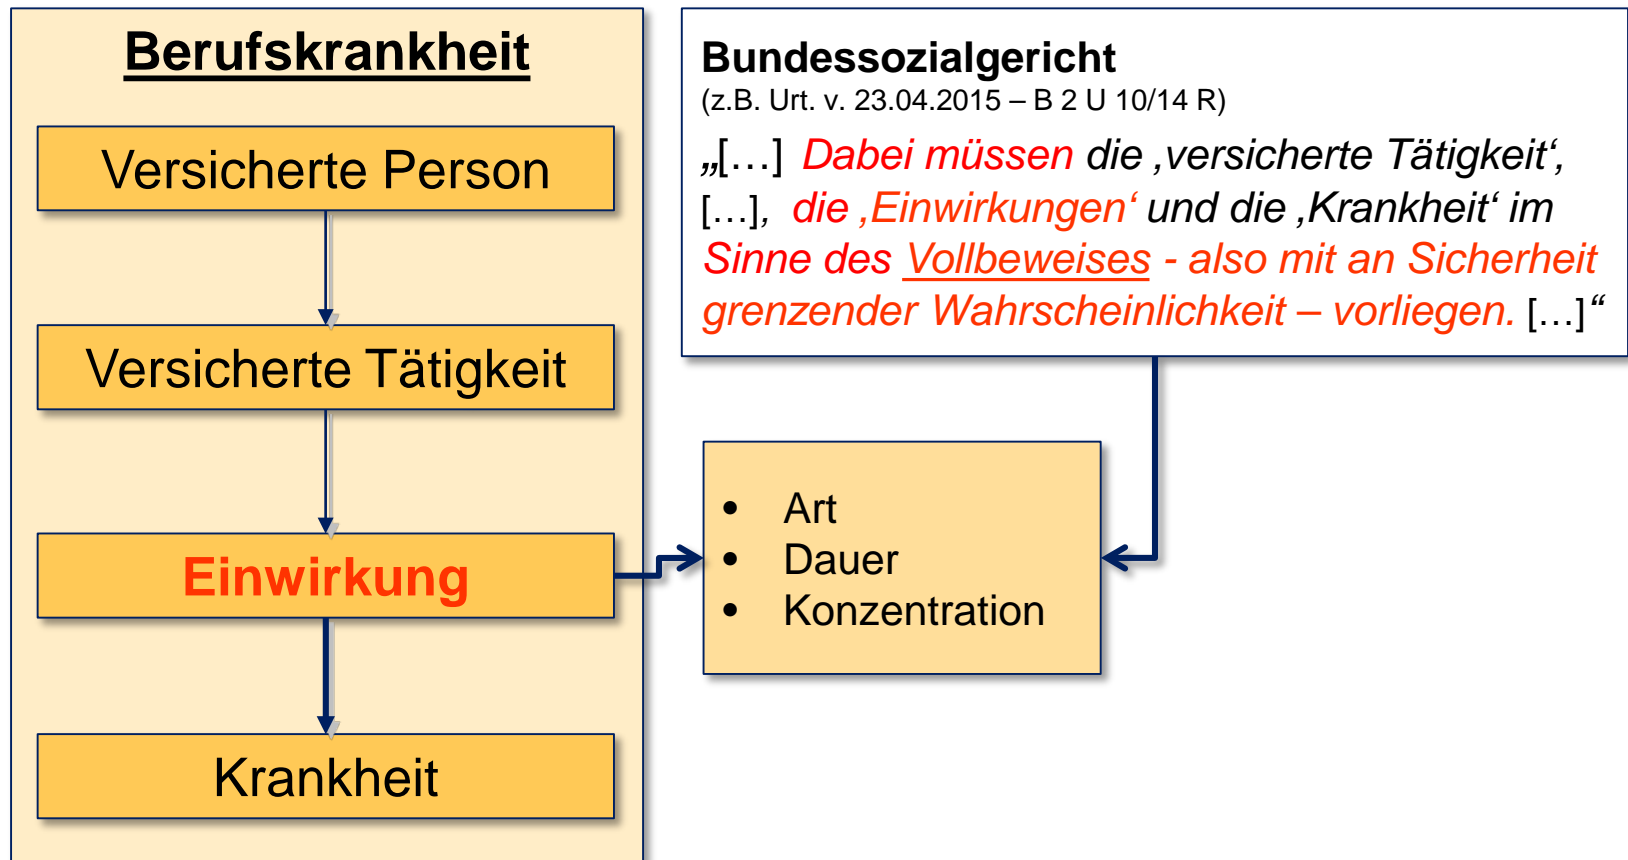 Berufskrankheit
Versicherte Person
Versicherte Tätigkeit
Einwirkung
Krankheit
Bundessozialgericht
(z.B. Urt. v. 23.04.2015 – B 2 U 10/14 R)
„[…] Dabei müssen die ‚versicherte Tätigkeit‘,
[…], die ‚Einwirkungen‘ und die ‚Krankheit‘ im
Sinne des Vollbeweises - also mit an Sicherheit
grenzender Wahrscheinlichkeit – vorliegen. […]“
• Art
• Dauer
• Konzentration